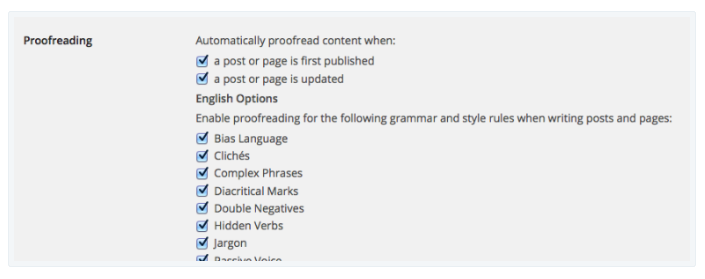 Proofreading
Automatically proofread content when:
a post or page is first published
a post or page is updated
English Options
Enable proofreading for the following grammar and style rules when writing posts and pages:
Bias Language
Clichés
Complex Phrases
Diacritical Marks
Double Negatives
Hidden Verbs
Jargon
Passive Voice